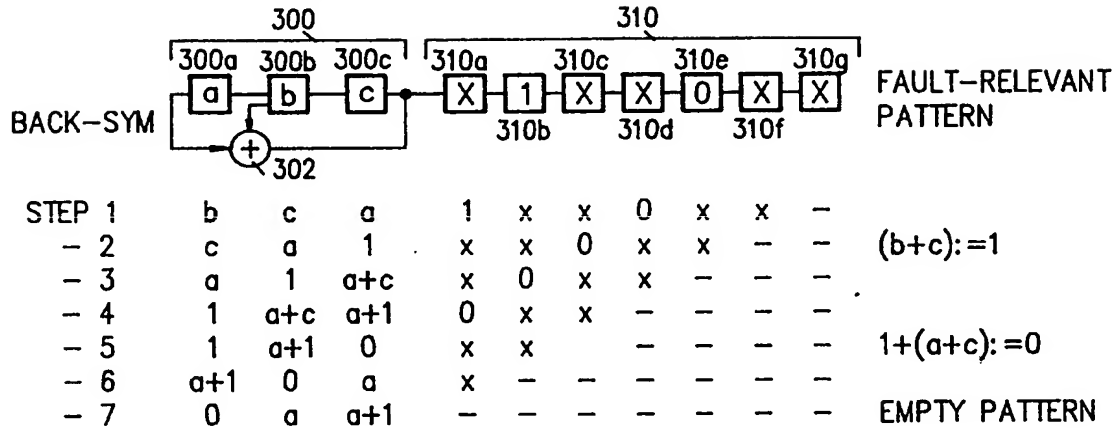 300 310
300a 300b 300c 310a 310c 310e 310g
a b c X 1 X X 0 X X FAULT-RELEVANT
BACK-SYM 310b 310d 310f PATTERN
+ 302
STEP 1 b c a 1 x x 0 x x –
– 2 c a 1 x x 0 x x – – (b+c):=1
– 3 a 1 a+c x 0 x x – – –
– 4 1 a+c a+1 0 x x – – – –
– 5 1 a+1 0 x x – – – – 1+(a+c):=0
– 6 a+1 0 a x – – – – – –
– 7 0 a a+1 – – – – – – – EMPTY PATTERN